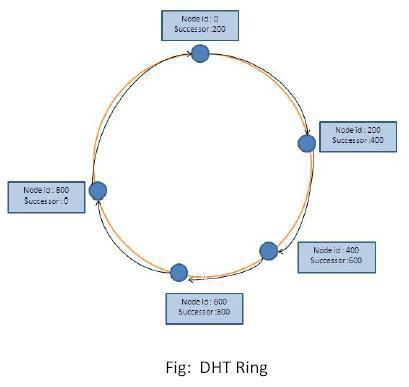 Node id : 0
Successor :200
Node id : 200
Successor :400
Node id : 400
Successor :600
Node id : 600
Successor :800
Node id : 800
Successor : 0
Fig: DHT Ring